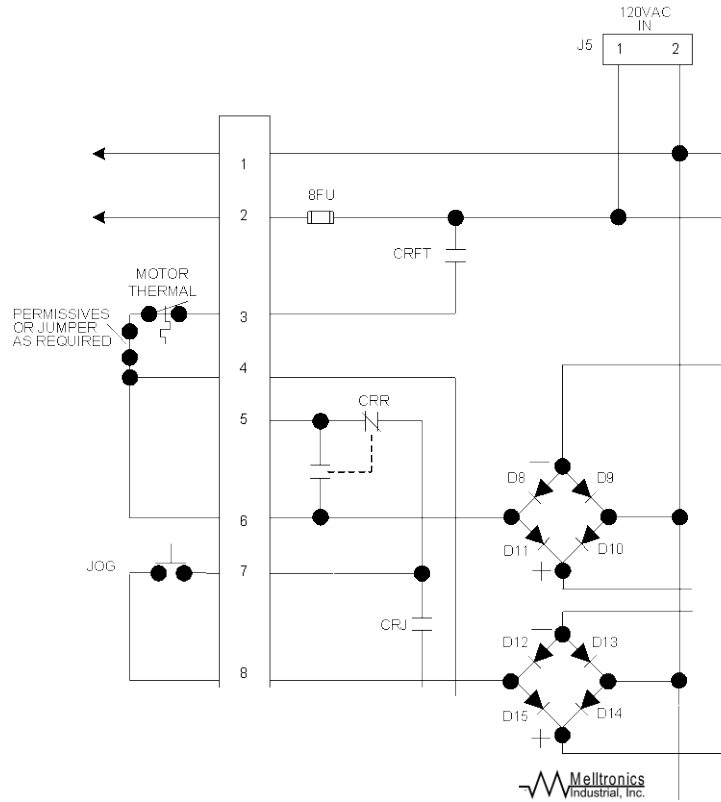 120VAC
IN
J5 1 2
1
8FU
2
CRFT
MOTOR
THERMAL
3
PERMISSIVES
OR JUMPER
AS REQUIRED
4
CRR
5
D8 D9
6
D11 D10
JOG
7
CRJ
D12 D13
8
D15 D14
Melltronics
Industrial, Inc.